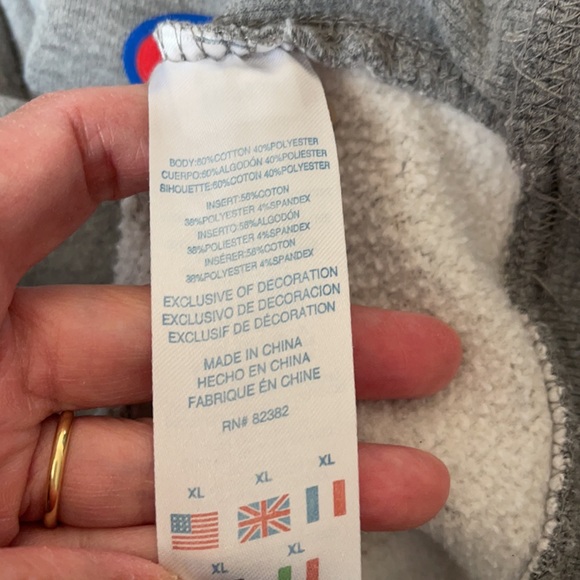 BODY:60%COTTON 40%POLYESTER
CUERPO:60%ALGODÓN 40%POLIESTER
SIHOUETTE:60%COTON 40%POLYESTER
INSERT:58%COTON
38%POLYESTER 4%SPANDEX
INSERTO:58%ALGODÓN
38%POLIESTER 4%SPANDEX
INSÉRER:58%COTON
38%POLYESTER 4%SPANDEX
EXCLUSIVE OF DECORATION
EXCLUSIVO DE DECORACION
EXCLUSIF DE DÉCORATION
MADE IN CHINA
HECHO EN CHINA
FABRIQUE ÉN CHINE
RN# 82382
XL XL XL
XL XL